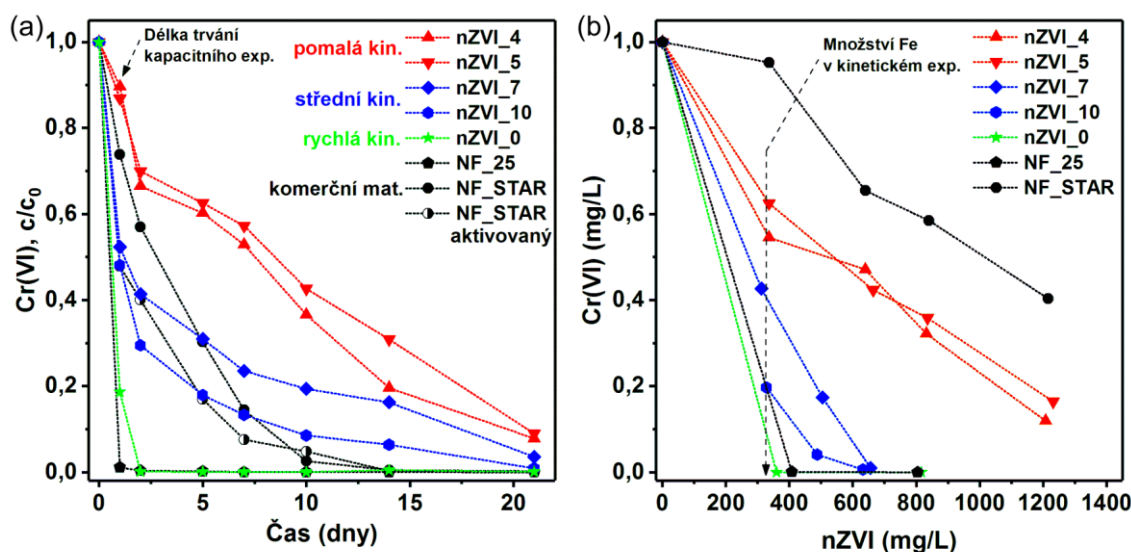 (a)
Cr(VI), c/c₀
1,0
0,8
0,6
0,4
0,2
0,0
0
5
10
15
20
Čas (dny)
Délka trvání
kapacitního exp.
pomalá kin.
střední kin.
rychlá kin.
komerční mat.
nZVI_4
nZVI_5
nZVI_7
nZVI_10
nZVI_0
NF_25
NF_STAR
NF_STAR
aktivovaný
(b)
Cr(VI) (mg/L)
1,0
0,8
0,6
0,4
0,2
0,0
0
200
400
600
800
1000
1200
1400
nZVI (mg/L)
Množství Fe
v kinetickém exp.
nZVI_4
nZVI_5
nZVI_7
nZVI_10
nZVI_0
NF_25
NF_STAR